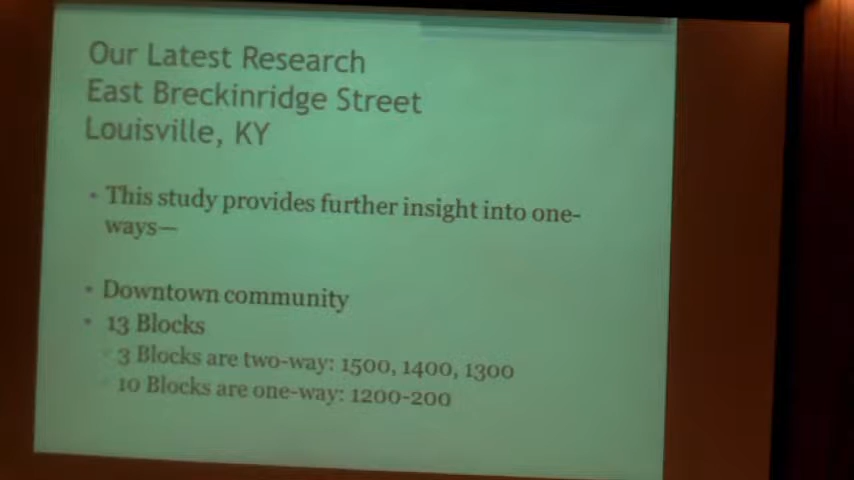 Our Latest Research
East Breckinridge Street
Louisville, KY
• This study provides further insight into one-
ways—
• Downtown community
• 13 Blocks
3 Blocks are two-way: 1500, 1400, 1300
10 Blocks are one-way: 1200-200